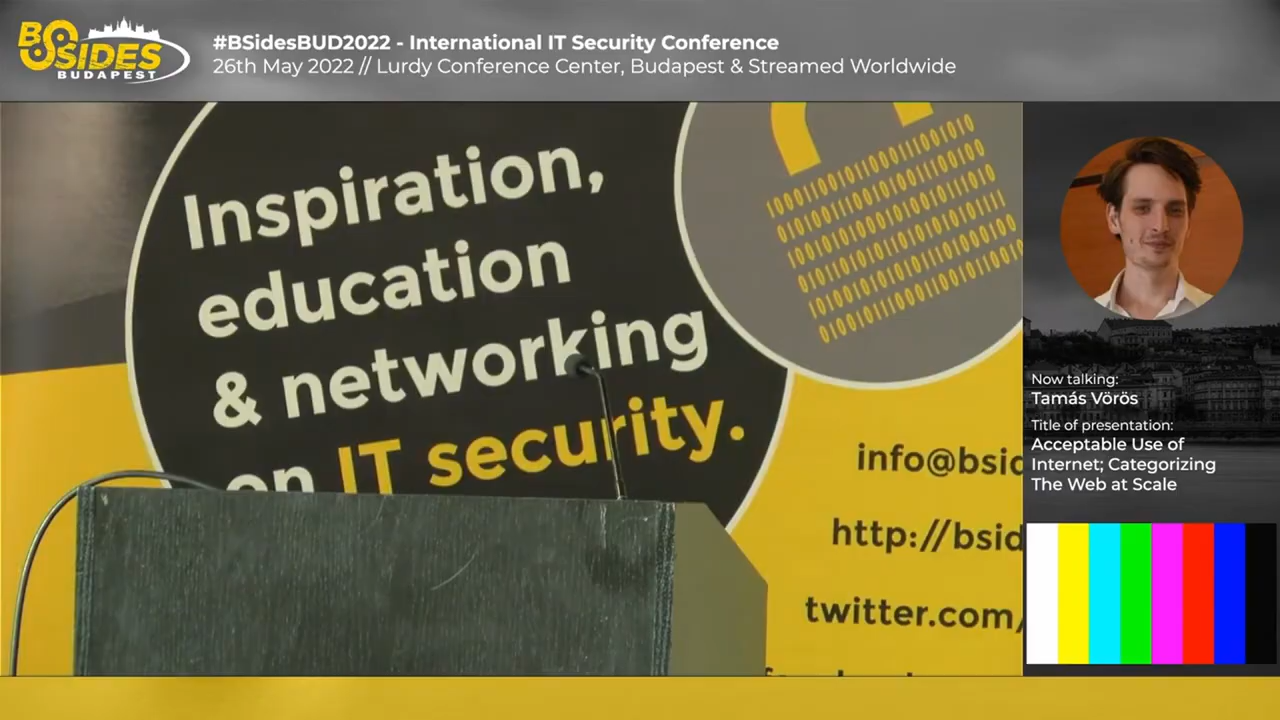 BSIDES
BUDAPEST
#BSidesBUD2022 - International IT Security Conference
26th May 2022 // Lurdy Conference Center, Budapest & Streamed Worldwide
Inspiration,
education
& networking
on IT security.
info@bsid
http://bsid
twitter.com/
Now talking:
Tamás Vörös
Title of presentation:
Acceptable Use of
Internet; Categorizing
The Web at Scale